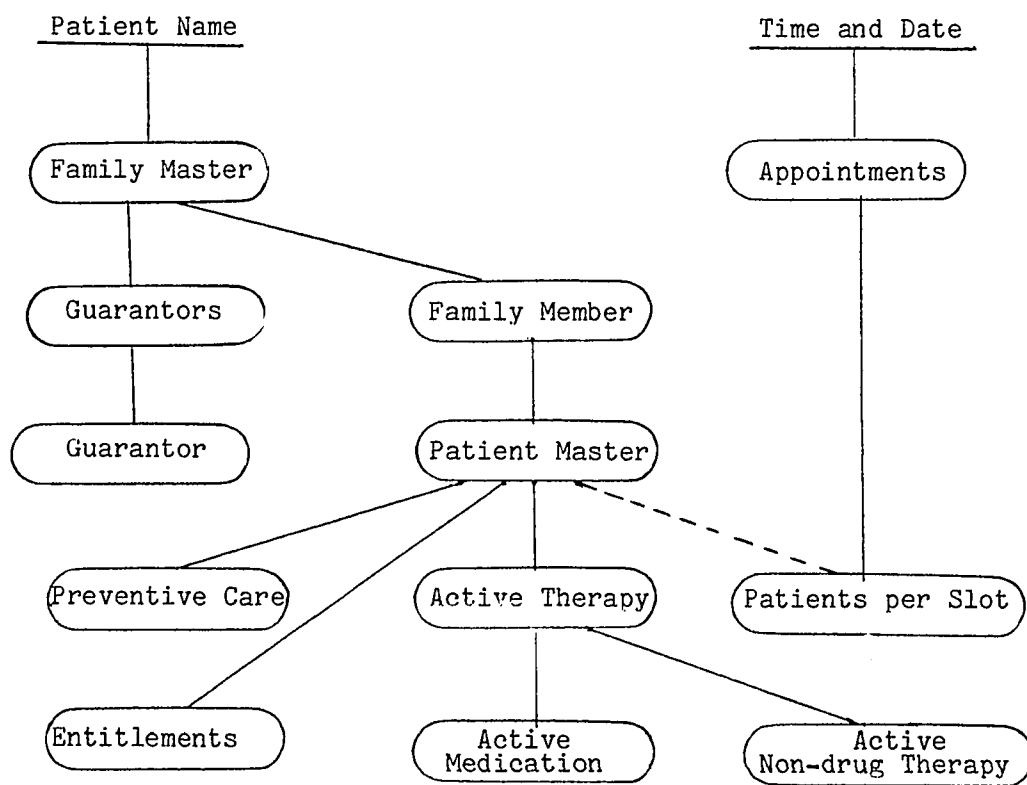 Patient Name
Time and Date
Family Master
Appointments
Guarantors
Family Member
Guarantor
Patient Master
Preventive Care
Active Therapy
Patients per Slot
Entitlements
Active
Medication
Active
Non-drug Therapy